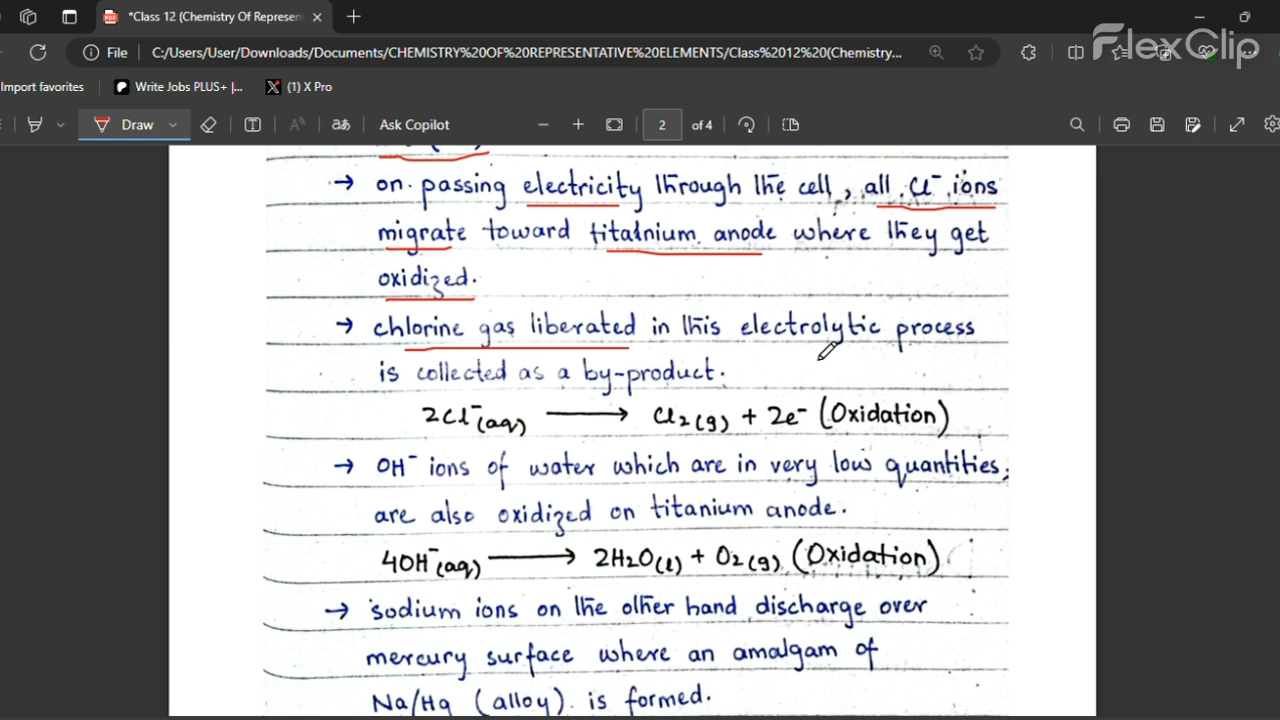 *Class 12 (Chemistry Of Represen
File C:/Users/User/Downloads/Documents/CHEMISTRY%20OF%20REPRESENTATIVE%20ELEMENTS/Class%2012%20(Chemistry...
FlexClip
Import favorites Write Jobs PLUS+ |... (1) X Pro
Draw Ask Copilot 2 of 4
→ on passing electricity through the cell, all Cl⁻ ions
migrate toward titatnium anode where they get
oxidized.
→ chlorine gas liberated in this electrolytic process
is collected as a by-product.
2Cl⁻(aq) ⟶ Cl₂(g) + 2e⁻ (Oxidation)
→ OH⁻ ions of water which are in very low quantities,
are also oxidized on titanium anode.
4OH⁻(aq) ⟶ 2H₂O(l) + O₂(g) (Oxidation)
→ sodium ions on the other hand discharge over
mercury surface where an amalgam of
Na/Hg (alloy) is formed.